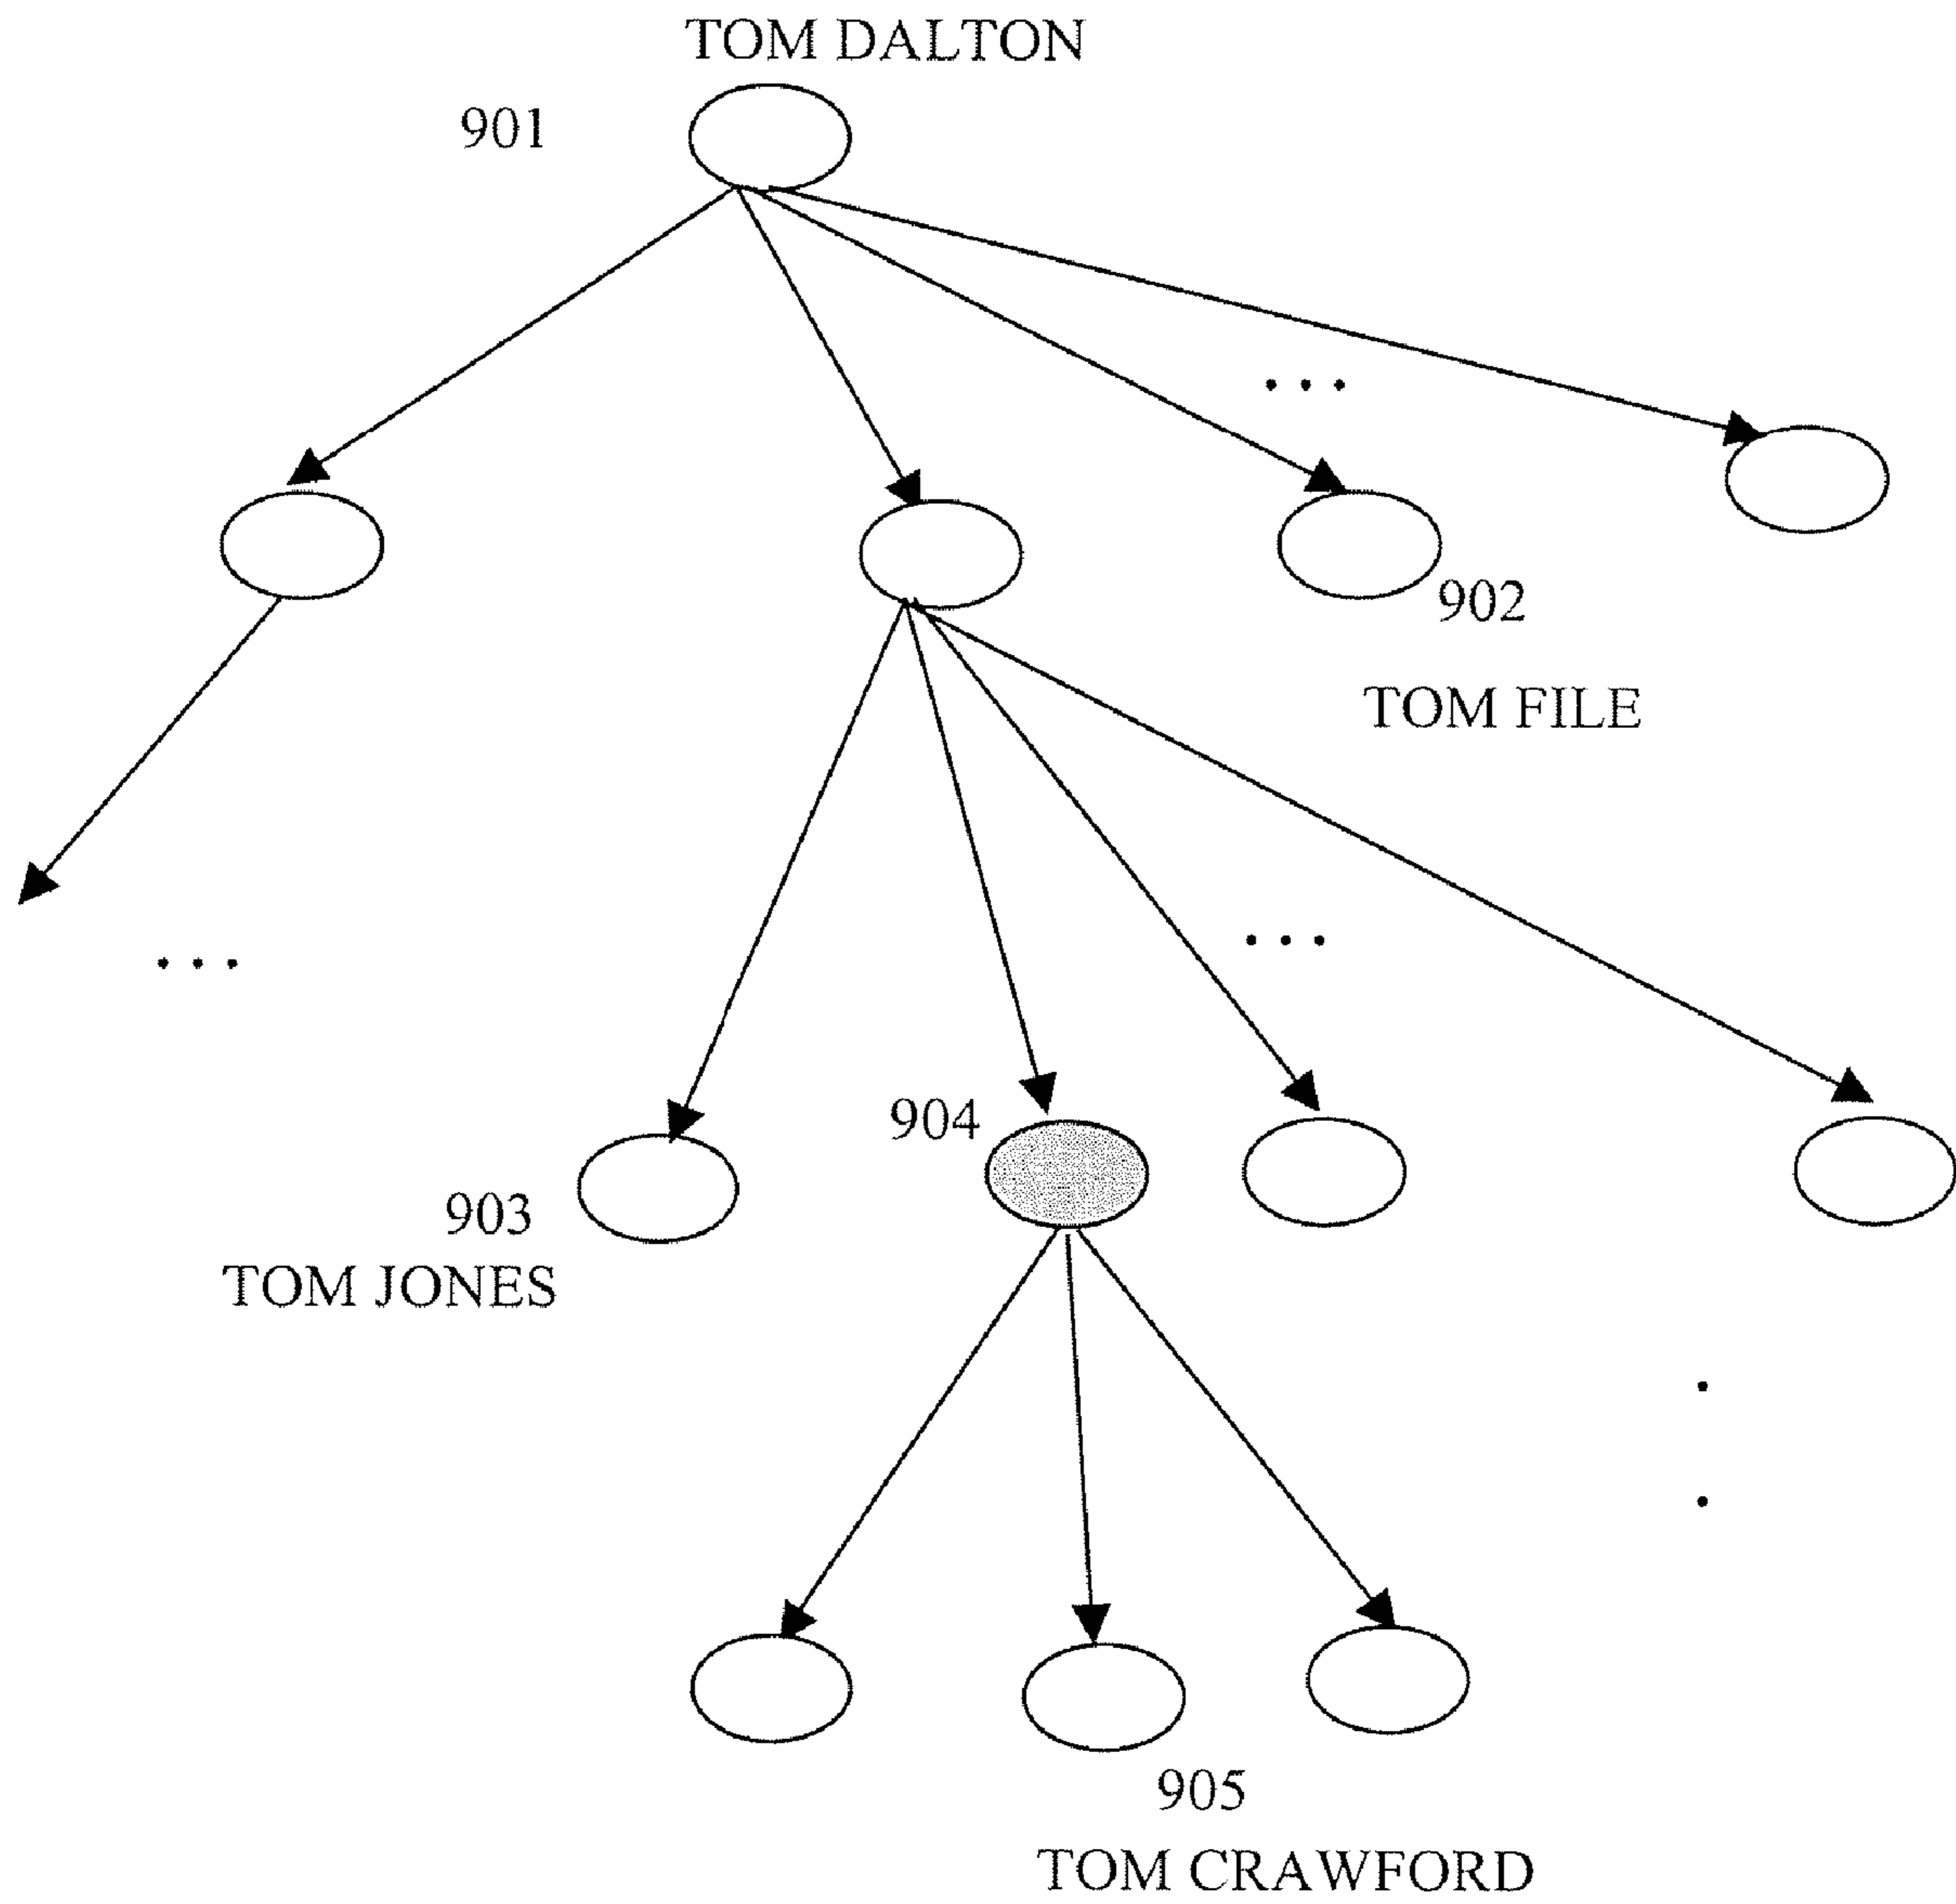 TOM DALTON
901
. . .
902
TOM FILE
. . .
. . .
904
903
TOM JONES
905
TOM CRAWFORD